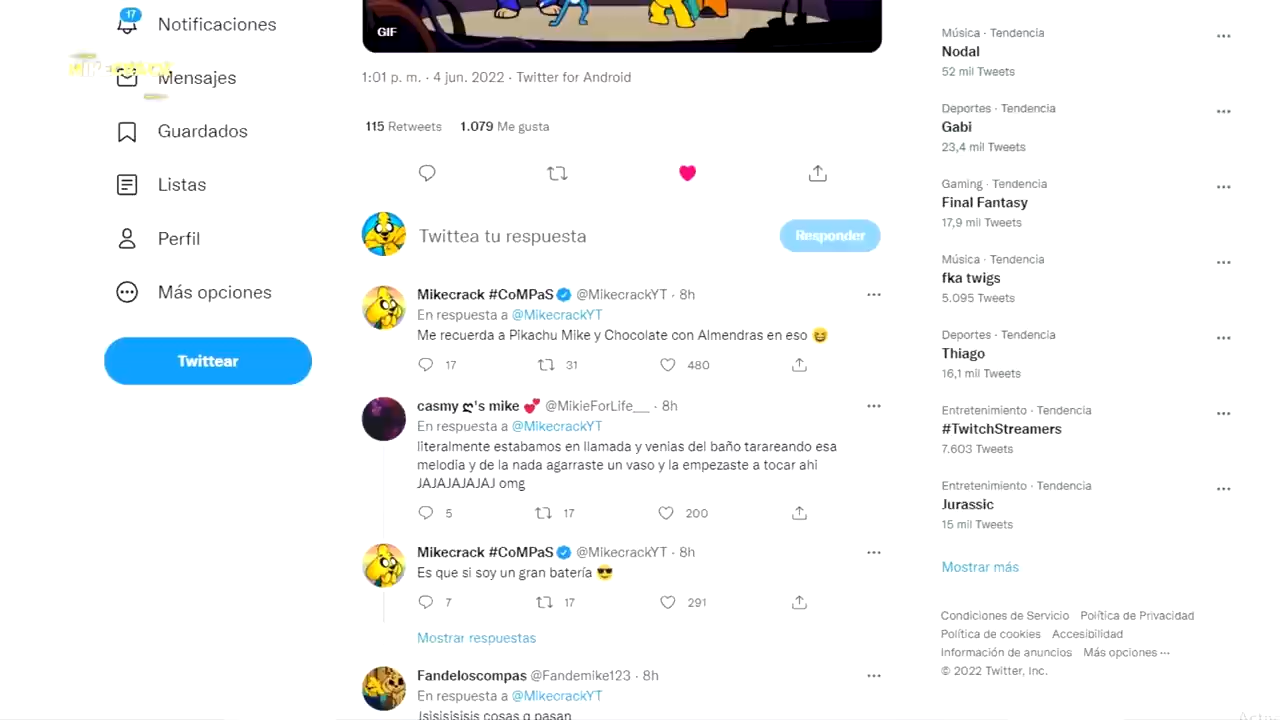 17
Notificaciones
Mensajes
Guardados
Listas
Perfil
Más opciones
Twittear
GIF
1:01 p. m. · 4 jun. 2022 · Twitter for Android
115 Retweets 1.079 Me gusta
Twittea tu respuesta
Responder
Mikecrack #CoMPaS @MikecrackYT · 8h
En respuesta a @MikecrackYT
Me recuerda a Pikachu Mike y Chocolate con Almendras en eso 😆
17 31 480
casmy ღ's mike 💕 @MikieForLife__ · 8h
En respuesta a @MikecrackYT
literalmente estabamos en llamada y venias del baño tarareando esa
melodia y de la nada agarraste un vaso y la empezaste a tocar ahi
JAJAJAJAJAJ omg
5 17 200
Mikecrack #CoMPaS @MikecrackYT · 8h
Es que si soy un gran batería 😎
7 17 291
Mostrar respuestas
Fandeloscompas @Fandemike123 · 8h
En respuesta a @MikecrackYT
Jsisisisisis cosas q pasan
Música · Tendencia
Nodal
52 mil Tweets
Deportes · Tendencia
Gabi
23,4 mil Tweets
Gaming · Tendencia
Final Fantasy
17,9 mil Tweets
Música · Tendencia
fka twigs
5.095 Tweets
Deportes · Tendencia
Thiago
16,1 mil Tweets
Entretenimiento · Tendencia
#TwitchStreamers
7.603 Tweets
Entretenimiento · Tendencia
Jurassic
15 mil Tweets
Mostrar más
Condiciones de Servicio Política de Privacidad
Política de cookies Accesibilidad
Información de anuncios Más opciones ···
© 2022 Twitter, Inc.